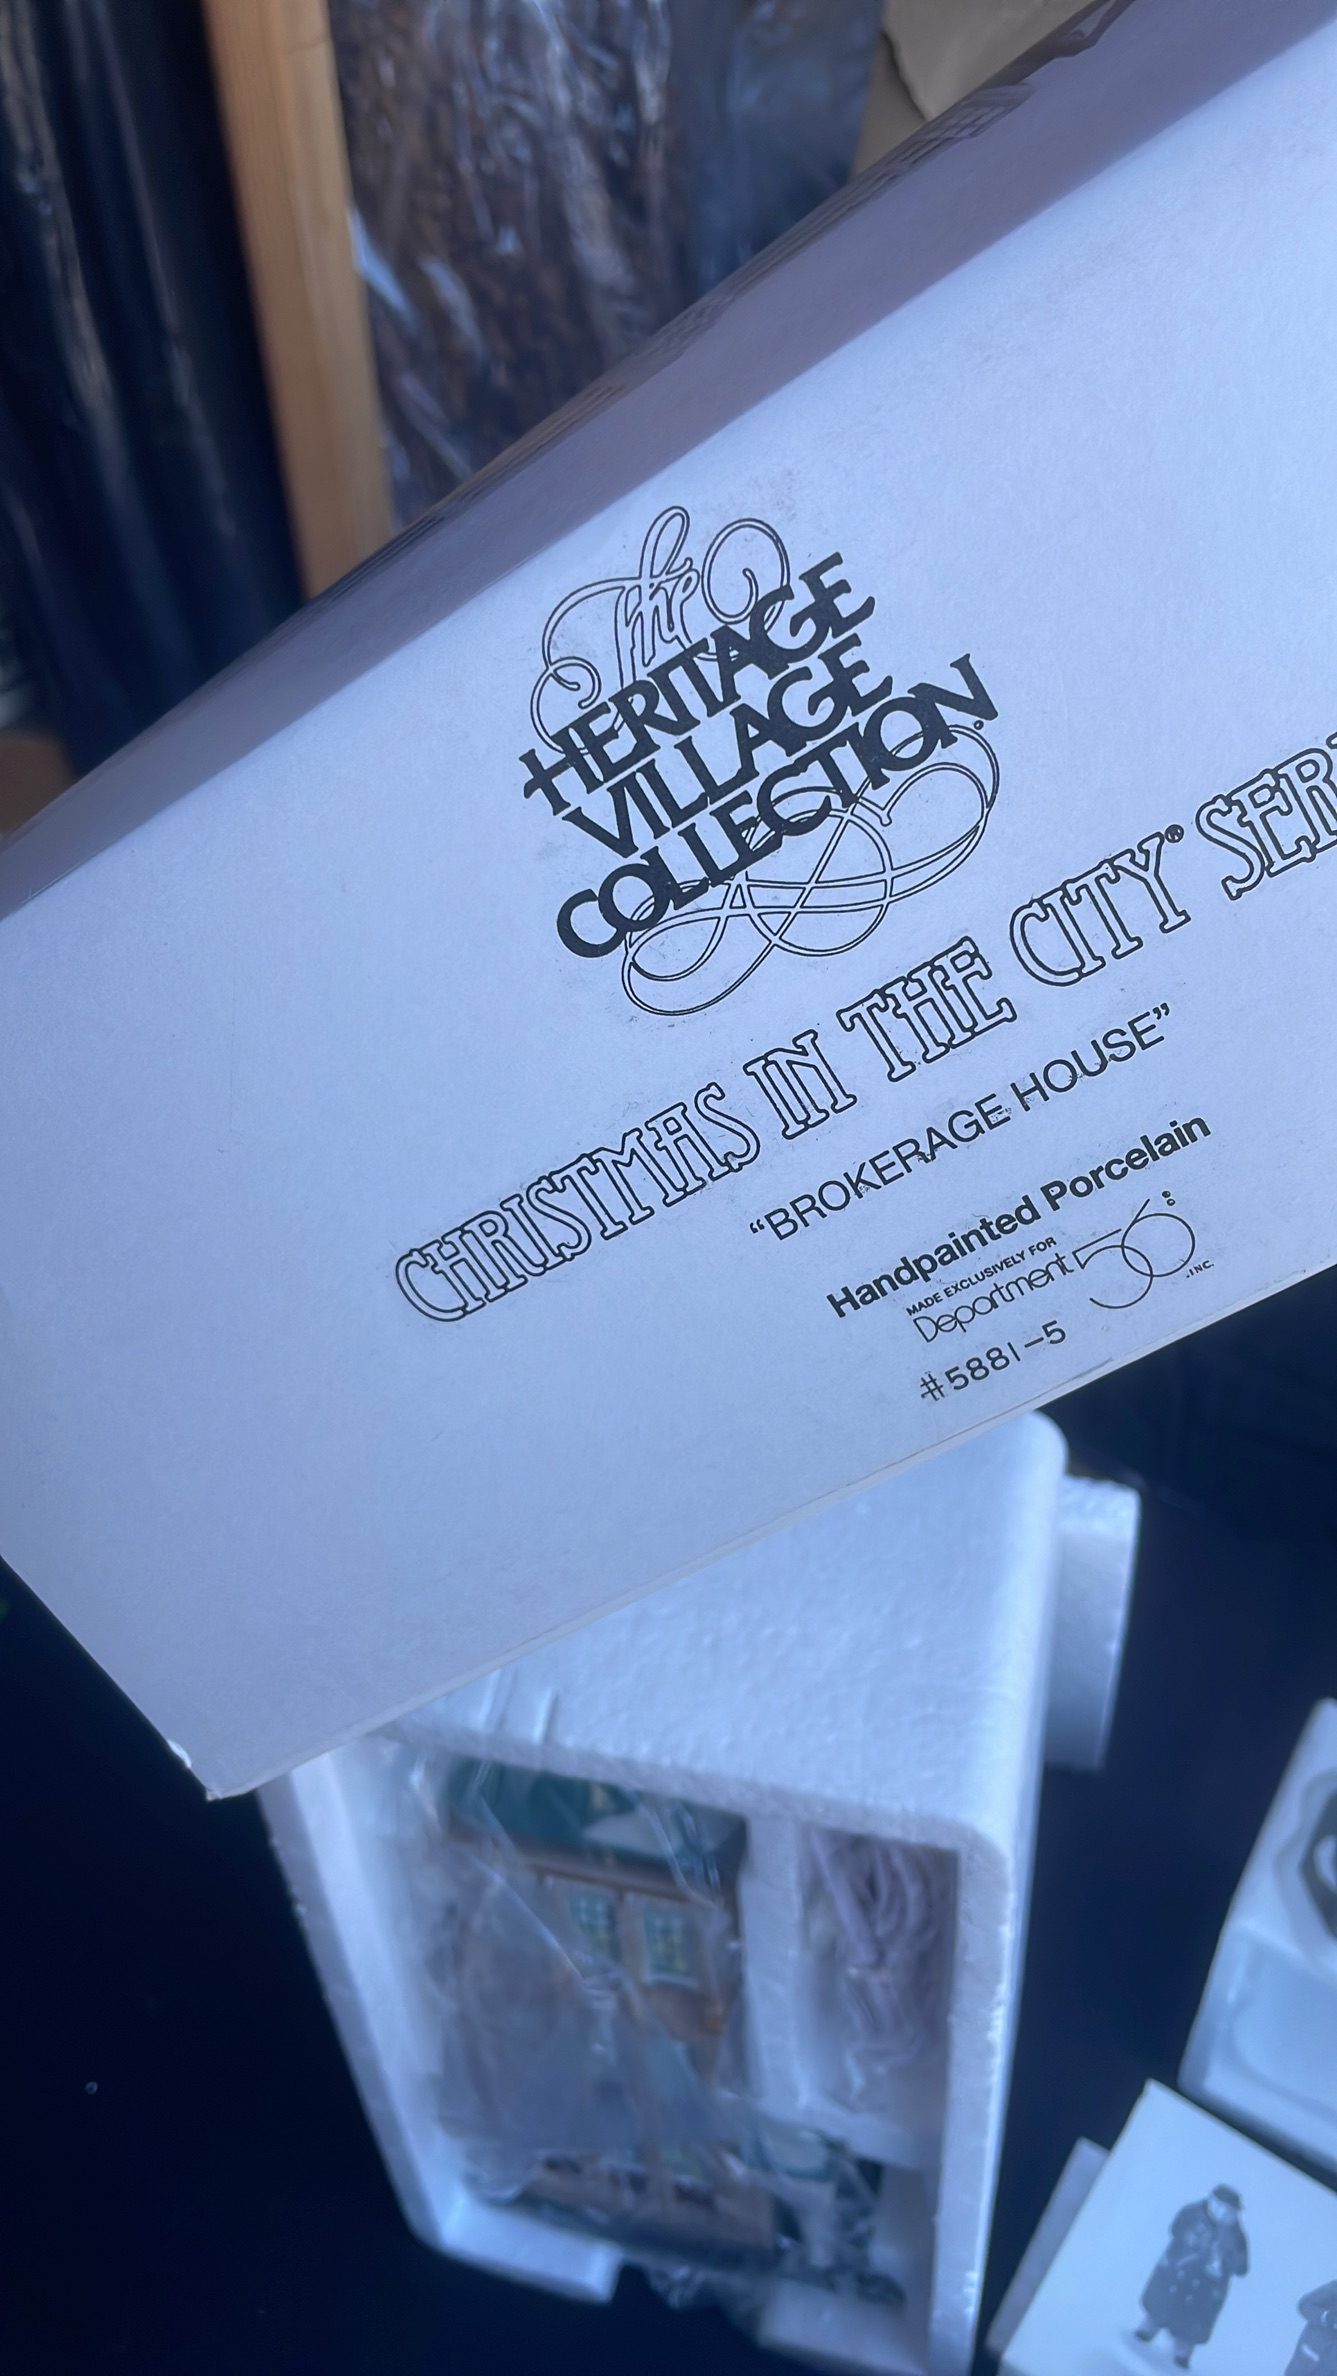 The
HERITAGE
VILLAGE
COLLECTION
CHRISTMAS IN THE CITY®
“BROKERAGE HOUSE”
Handpainted Porcelain
MADE EXCLUSIVELY FOR
Department 56® INC.
#5881-5